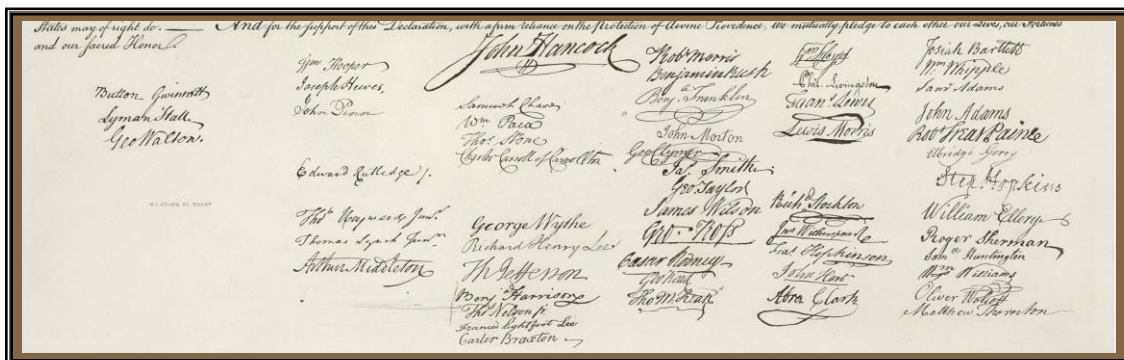 States may of right do. — And for the support of this Declaration, with a firm reliance on the protection of divine Providence, we mutually pledge to each other our Lives, our Fortunes
and our sacred Honor.
Button Gwinnett
Lyman Hall
Geo Walton.
W. J. STONE SC. WASHN
Wm Hooper
Joseph Hewes,
John Penn
Edward Rutledge /.
Thos Heyward Junr.
Thomas Lynch Junr.
Arthur Middleton
John Hancock
Samuel Chase
Wm Paca
Thos Stone
Charles Carroll of Carrollton
George Wythe
Richard Henry Lee
Th Jefferson
Benj Harrison
Thos Nelson jr.
Francis Lightfoot Lee
Carter Braxton
Robt Morris
Benjamin Rush
Benj. Franklin
John Morton
Geo Clymer
Jas. Smith.
Geo. Taylor
James Wilson
Geo. Ross
Caesar Rodney
Geo Read
Tho M:Kean
Wm Floyd
Phil. Livingston
Frans. Lewis
Lewis Morris
Richd Stockton
Jno Witherspoon
Fras. Hopkinson
John Hart
Abra Clark
Josiah Bartlett
Wm Whipple
Saml Adams
John Adams
Robt Treat Paine
Elbridge Gerry
Step. Hopkins
William Ellery
Roger Sherman
Saml Huntington
Wm Williams
Oliver Wolcott
Matthew Thornton